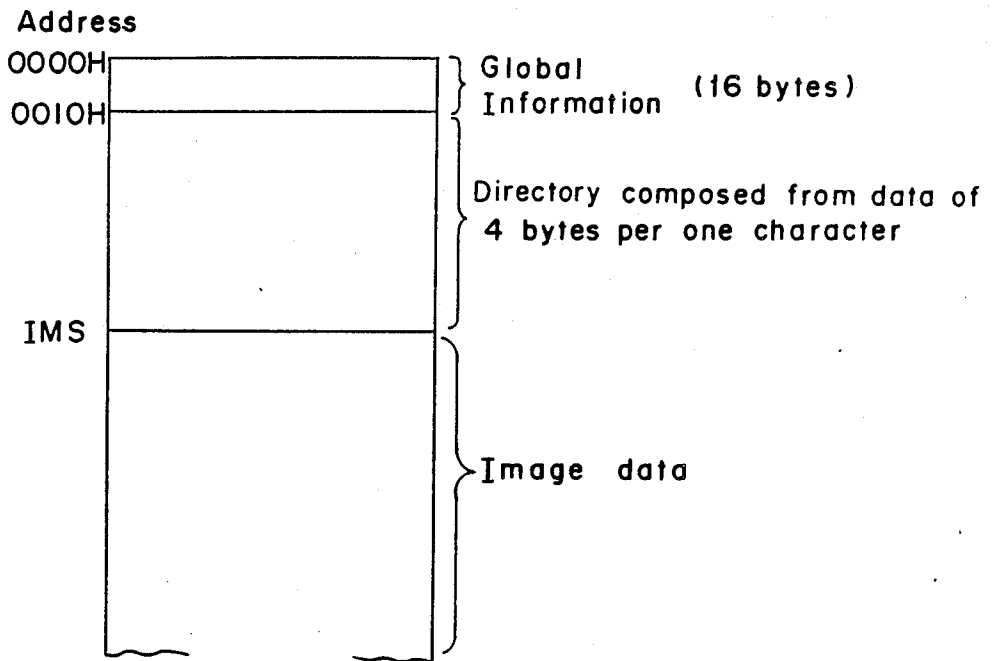 Address
0000H
Global
Information (16 bytes)
0010H
Directory composed from data of
4 bytes per one character
IMS
Image data